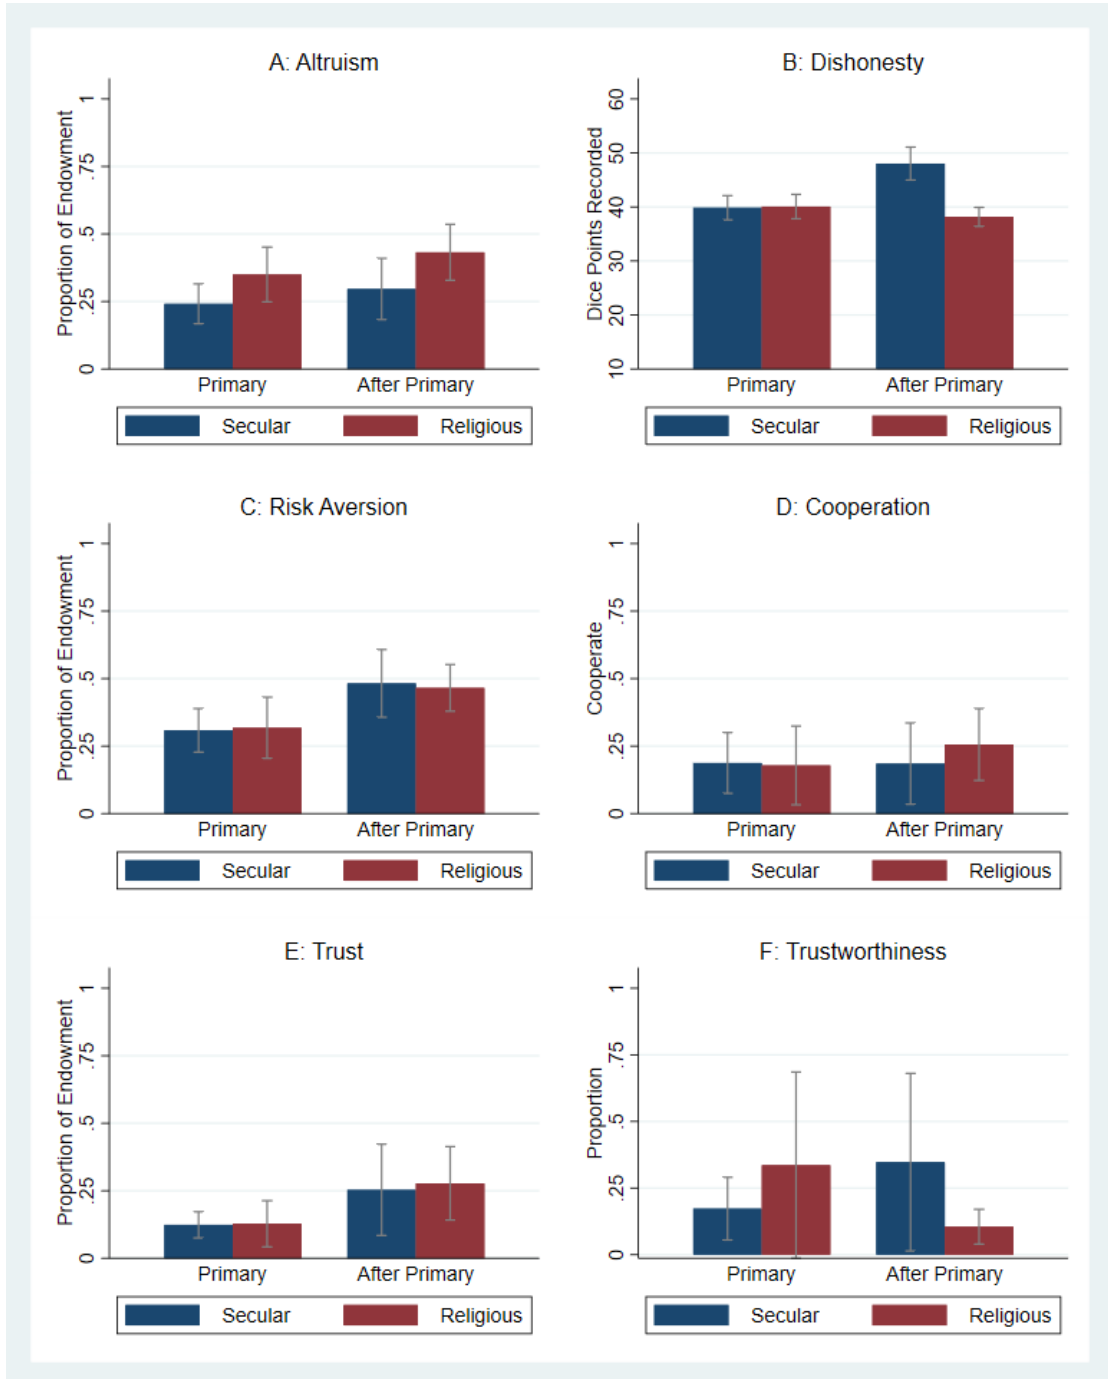 A: Altruism
Proportion of Endowment
1
.75
.5
.25
0
Primary
After Primary
Secular
Religious
B: Dishonesty
Dice Points Recorded
60
50
40
30
20
10
Primary
After Primary
Secular
Religious
C: Risk Aversion
Proportion of Endowment
1
.75
.5
.25
0
Primary
After Primary
Secular
Religious
D: Cooperation
Cooperate
1
.75
.5
.25
0
Primary
After Primary
Secular
Religious
E: Trust
Proportion of Endowment
1
.75
.5
.25
0
Primary
After Primary
Secular
Religious
F: Trustworthiness
Proportion
1
.75
.5
.25
0
Primary
After Primary
Secular
Religious